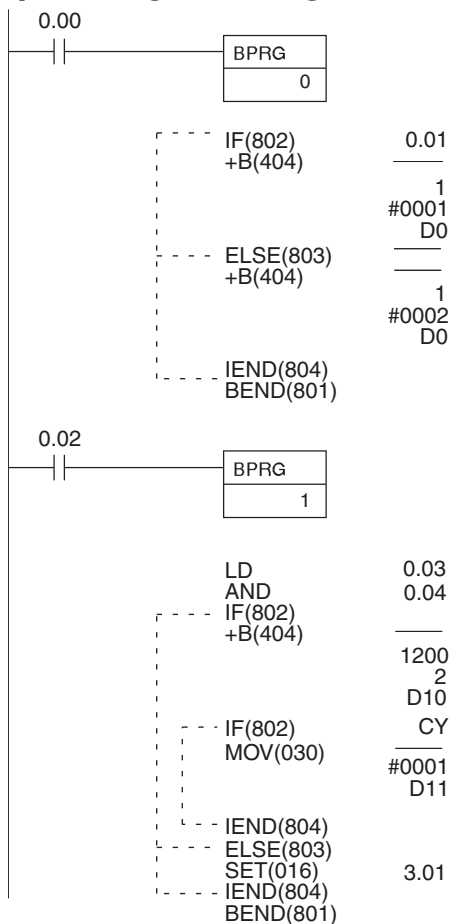 0.00
BPRG
0
IF(802) 0.01
+B(404)
1
#0001
D0
ELSE(803)
+B(404)
1
#0002
D0
IEND(804)
BEND(801)
0.02
BPRG
1
LD 0.03
AND 0.04
IF(802)
+B(404)
1200
2
D10
IF(802) CY
MOV(030)
#0001
D11
IEND(804)
ELSE(803)
SET(016) 3.01
IEND(804)
BEND(801)